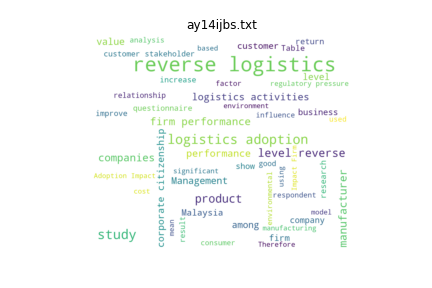 ay14ijbs.txt
value
analysis
customer
return
Table
based
customer stakeholder
reverse logistics
level
increase
factor
regulatory pressure
relationship
logistics activities
environment
questionnaire
improve
influence
business
used
firm performance
logistics adoption
companies
performance
level reverse
corporate citizenship
show
good
significant
Adoption Impact
Management
environmental
using
impact firm
research
manufacturer
cost
product
respondent
Malaysia
model
mean
result
among
company
manufacturing
study
firm
consumer
Therefore